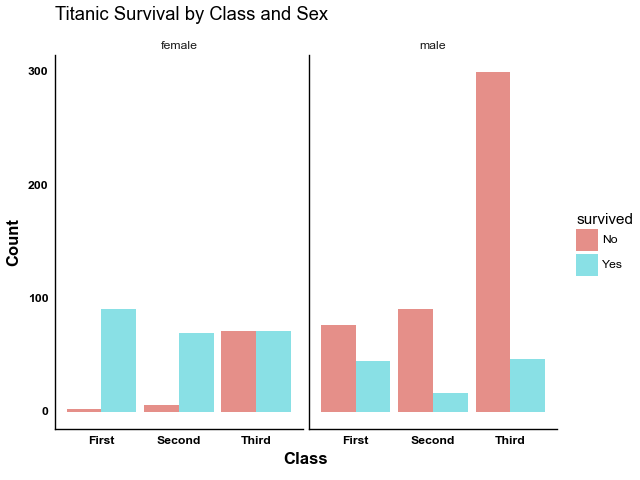 Titanic Survival by Class and Sex
female
male
300
200
100
0
Count
First
Second
Third
First
Second
Third
Class
survived
No
Yes